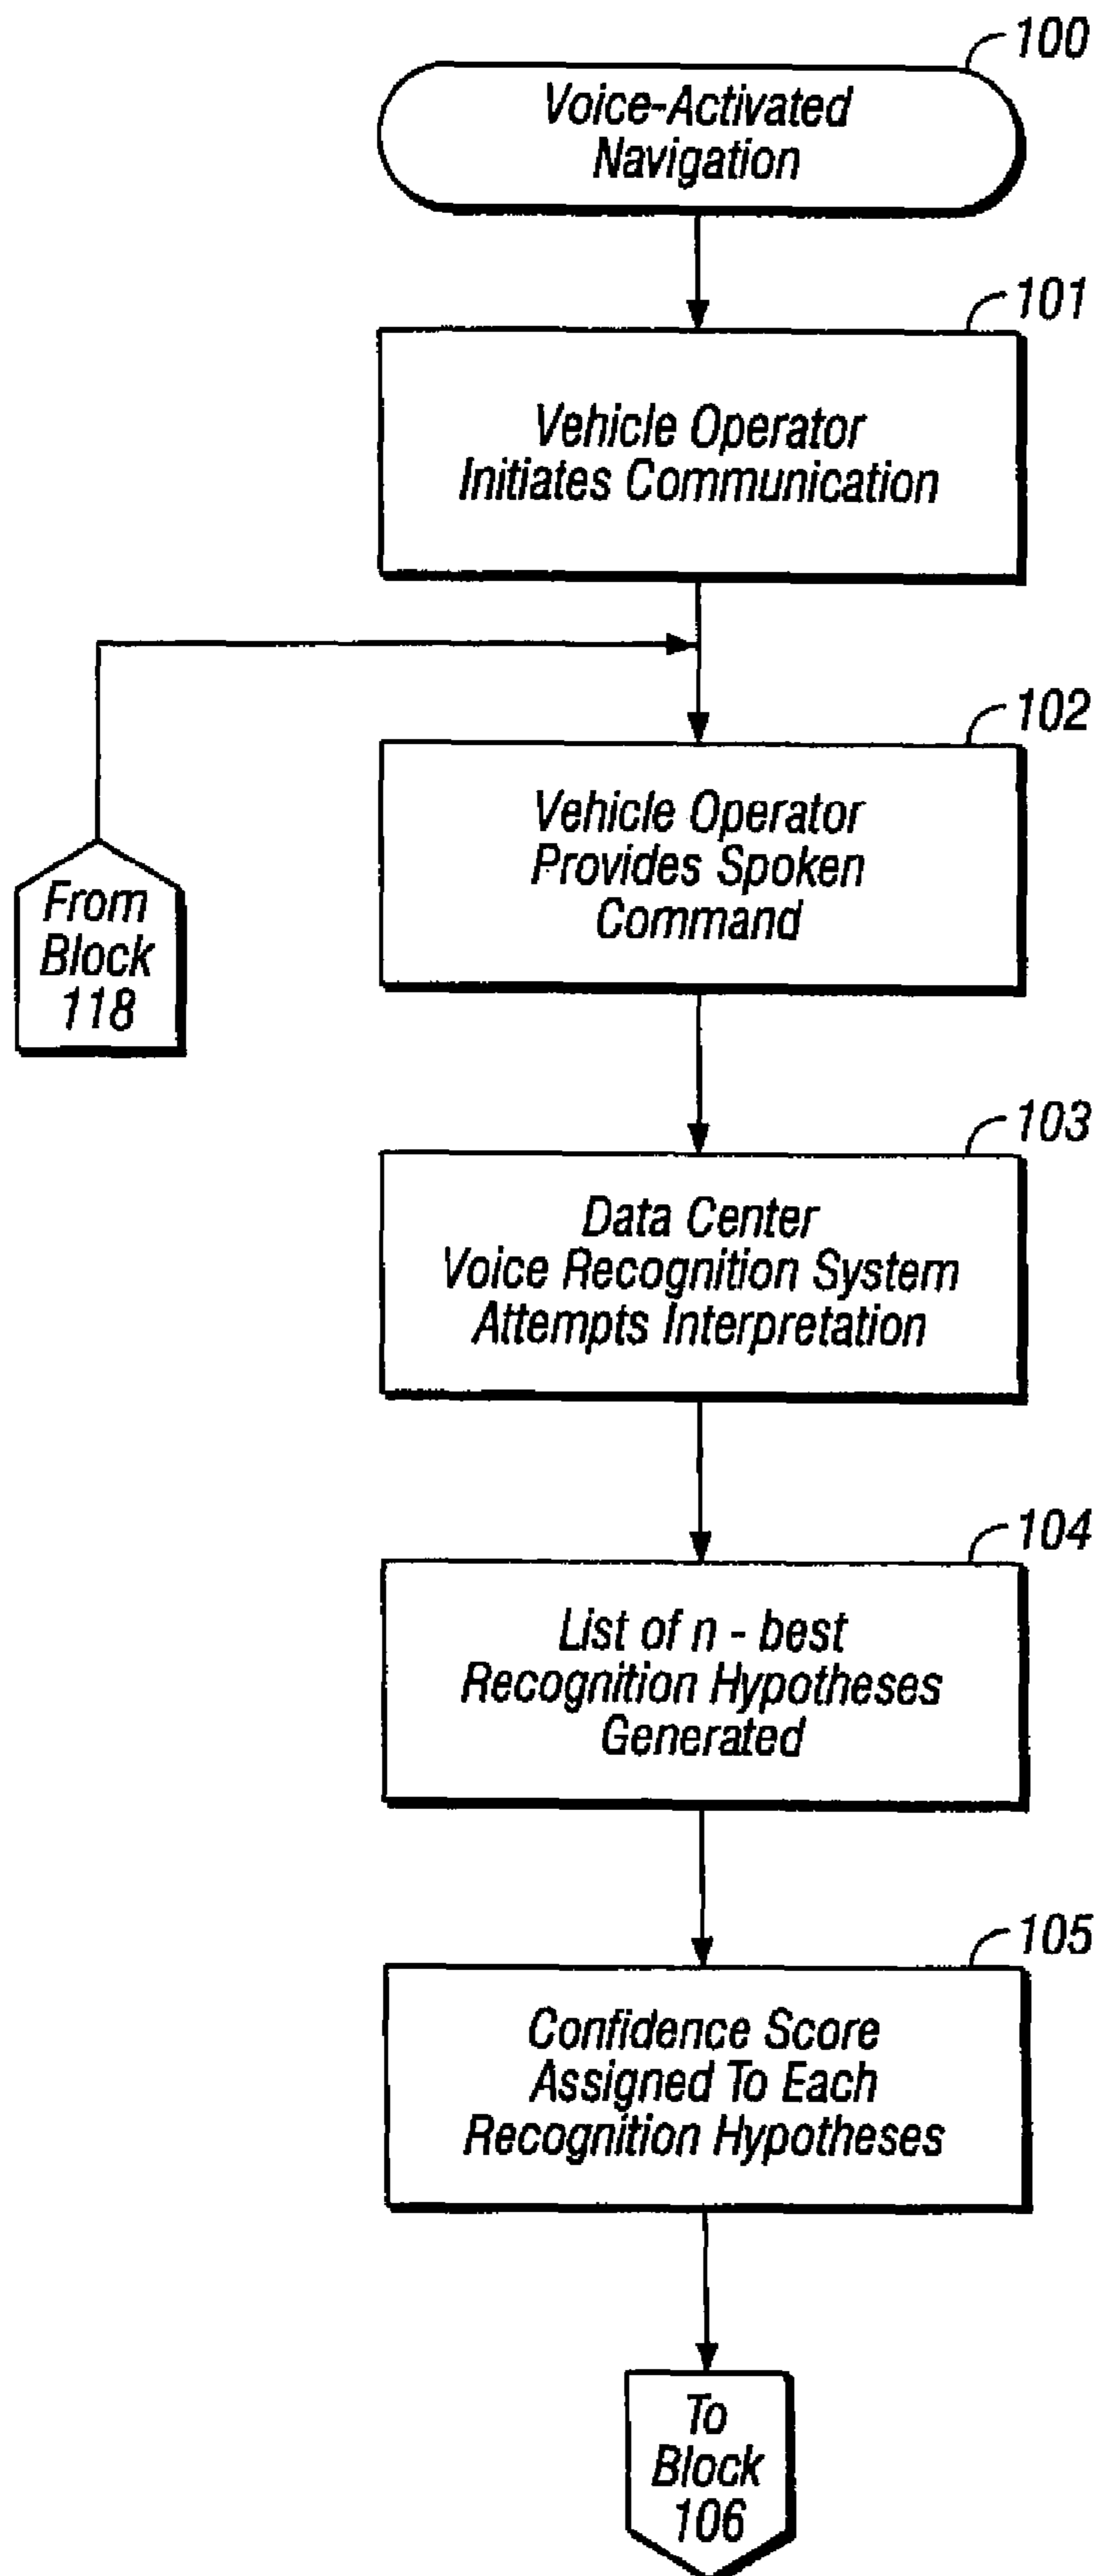 100
Voice-Activated
Navigation
101
Vehicle Operator
Initiates Communication
102
Vehicle Operator
Provides Spoken
Command
From
Block
118
103
Data Center
Voice Recognition System
Attempts Interpretation
104
List of n - best
Recognition Hypotheses
Generated
105
Confidence Score
Assigned To Each
Recognition Hypotheses
To
Block
106